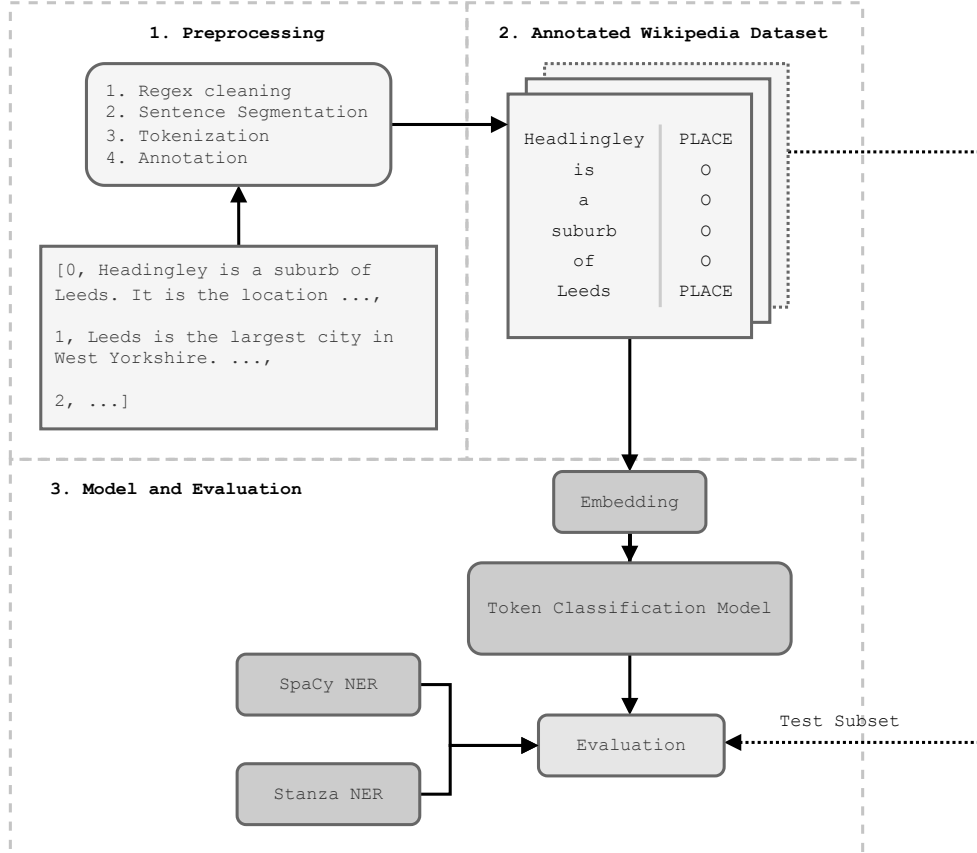 1. Preprocessing
1. Regex cleaning
2. Sentence Segmentation
3. Tokenization
4. Annotation
[0, Headingley is a suburb of
Leeds. It is the location ...,
1, Leeds is the largest city in
West Yorkshire. ...,
2, ...]
2. Annotated Wikipedia Dataset
Headlingley PLACE
is O
a O
suburb O
of O
Leeds PLACE
3. Model and Evaluation
Embedding
Token Classification Model
SpaCy NER
Stanza NER
Evaluation
Test Subset